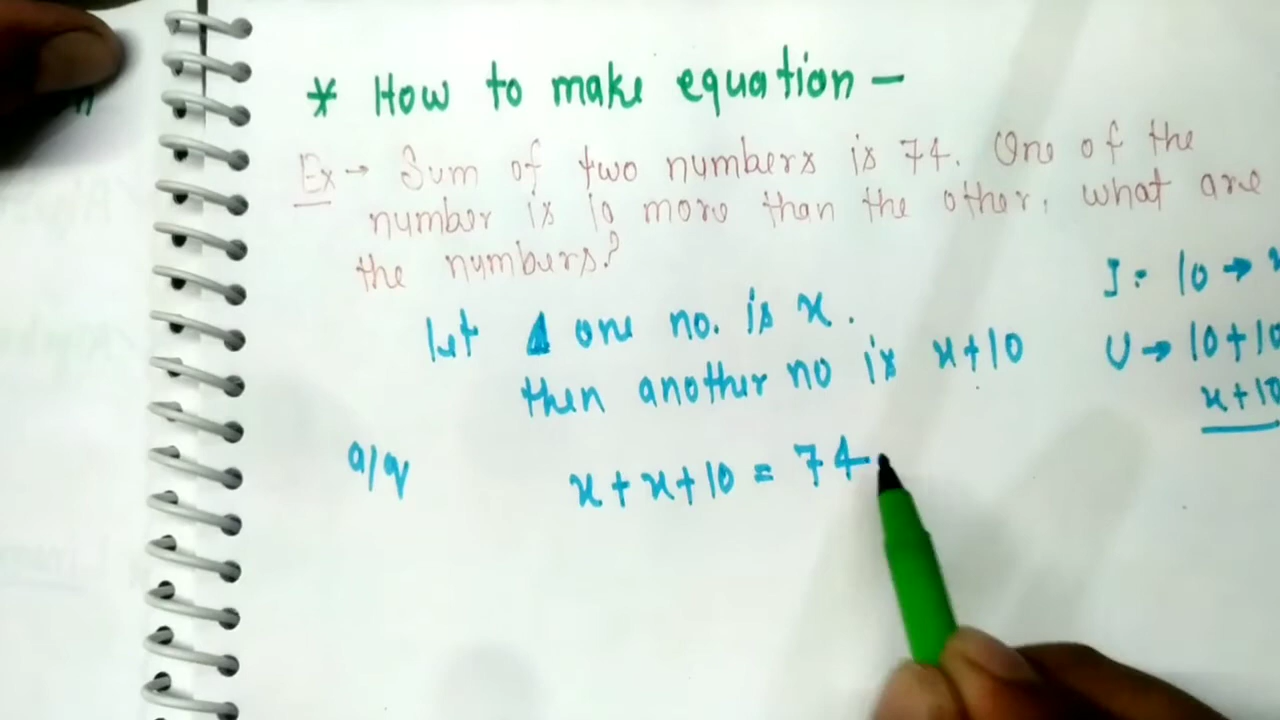 * How to make equation -
Ex → Sum of two numbers is 74. One of the
number is 10 more than the other, what are
the numbers?
Let one no. is x.
then another no is x+10
I : 10 →
U → 10+10
x+10
a/q x+x+10 = 74